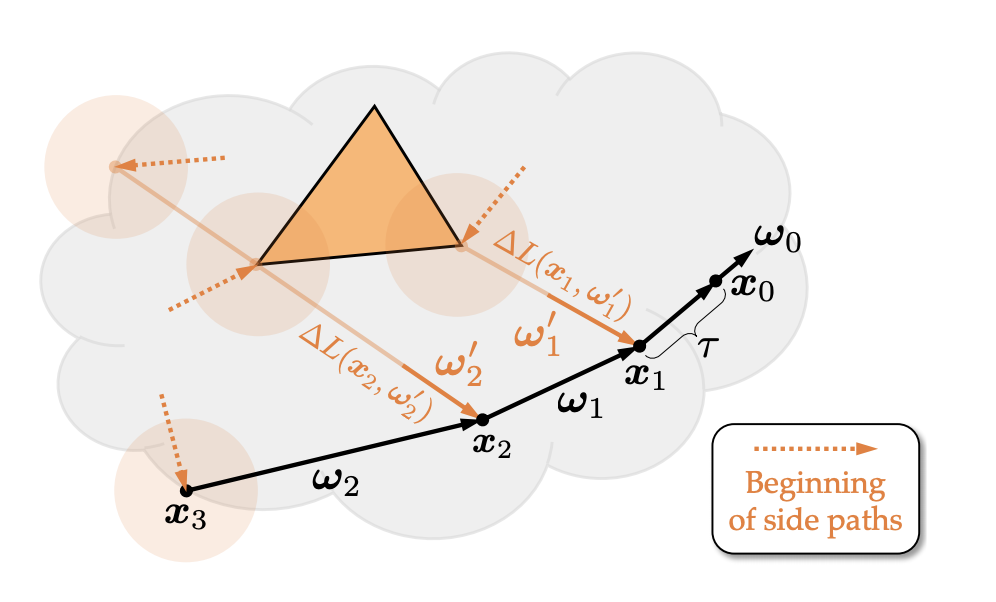 ω₀
x₀
ΔL(x₁, ω′₁)
ω′₁
τ
x₁
ω′₂
ΔL(x₂, ω′₂)
ω₁
x₂
ω₂
x₃
Beginning
of side paths